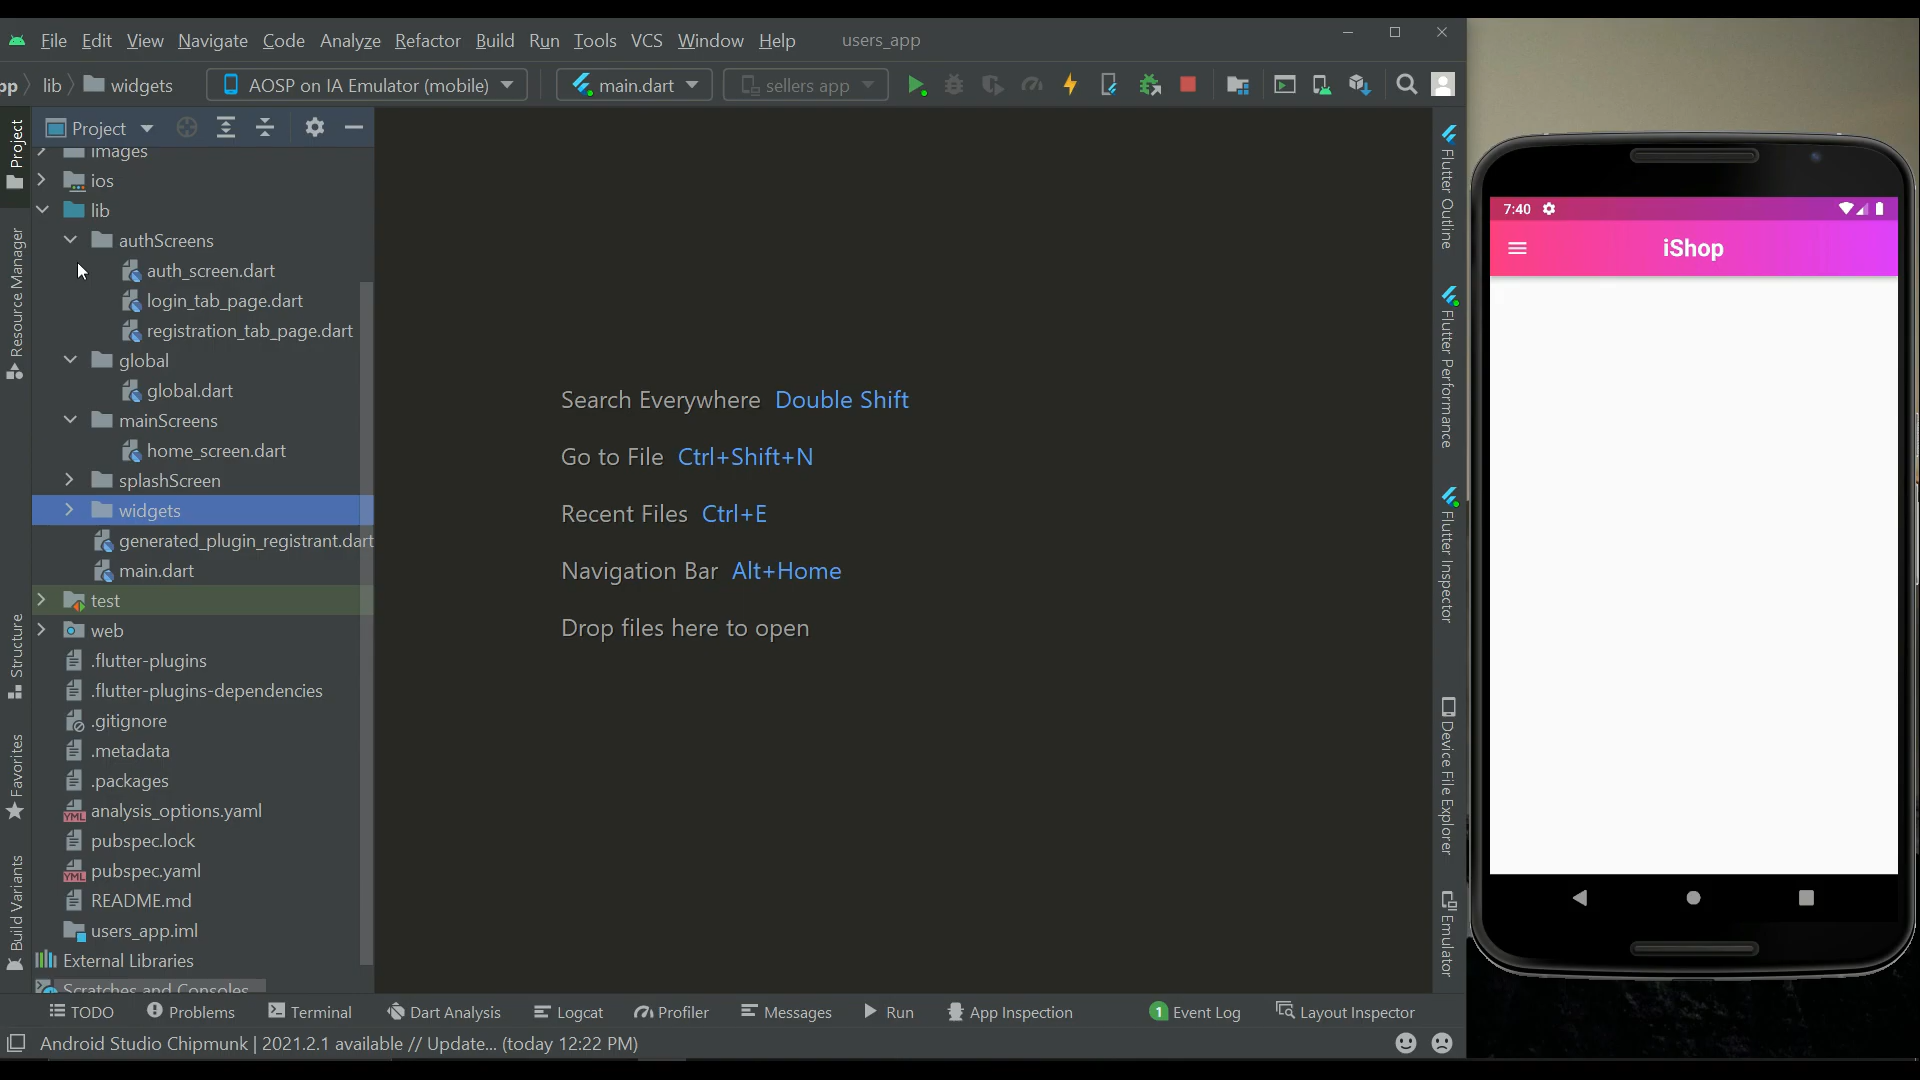 File Edit View Navigate Code Analyze Refactor Build Run Tools VCS Window Help users_app
pp lib widgets AOSP on IA Emulator (mobile) main.dart sellers app
Project
images
ios
lib
authScreens
auth_screen.dart
login_tab_page.dart
registration_tab_page.dart
global
global.dart
mainScreens
home_screen.dart
splashScreen
widgets
generated_plugin_registrant.dart
main.dart
test
web
.flutter-plugins
.flutter-plugins-dependencies
.gitignore
.metadata
.packages
analysis_options.yaml
pubspec.lock
pubspec.yaml
README.md
users_app.iml
External Libraries
Scratches and Consoles
Project
Resource Manager
Structure
Favorites
Build Variants
Search Everywhere Double Shift
Go to File Ctrl+Shift+N
Recent Files Ctrl+E
Navigation Bar Alt+Home
Drop files here to open
Flutter Outline
Flutter Performance
Flutter Inspector
Device File Explorer
Emulator
7:40
iShop
TODO Problems Terminal Dart Analysis Logcat Profiler Messages Run App Inspection 1 Event Log Layout Inspector
Android Studio Chipmunk | 2021.2.1 available // Update... (today 12:22 PM)